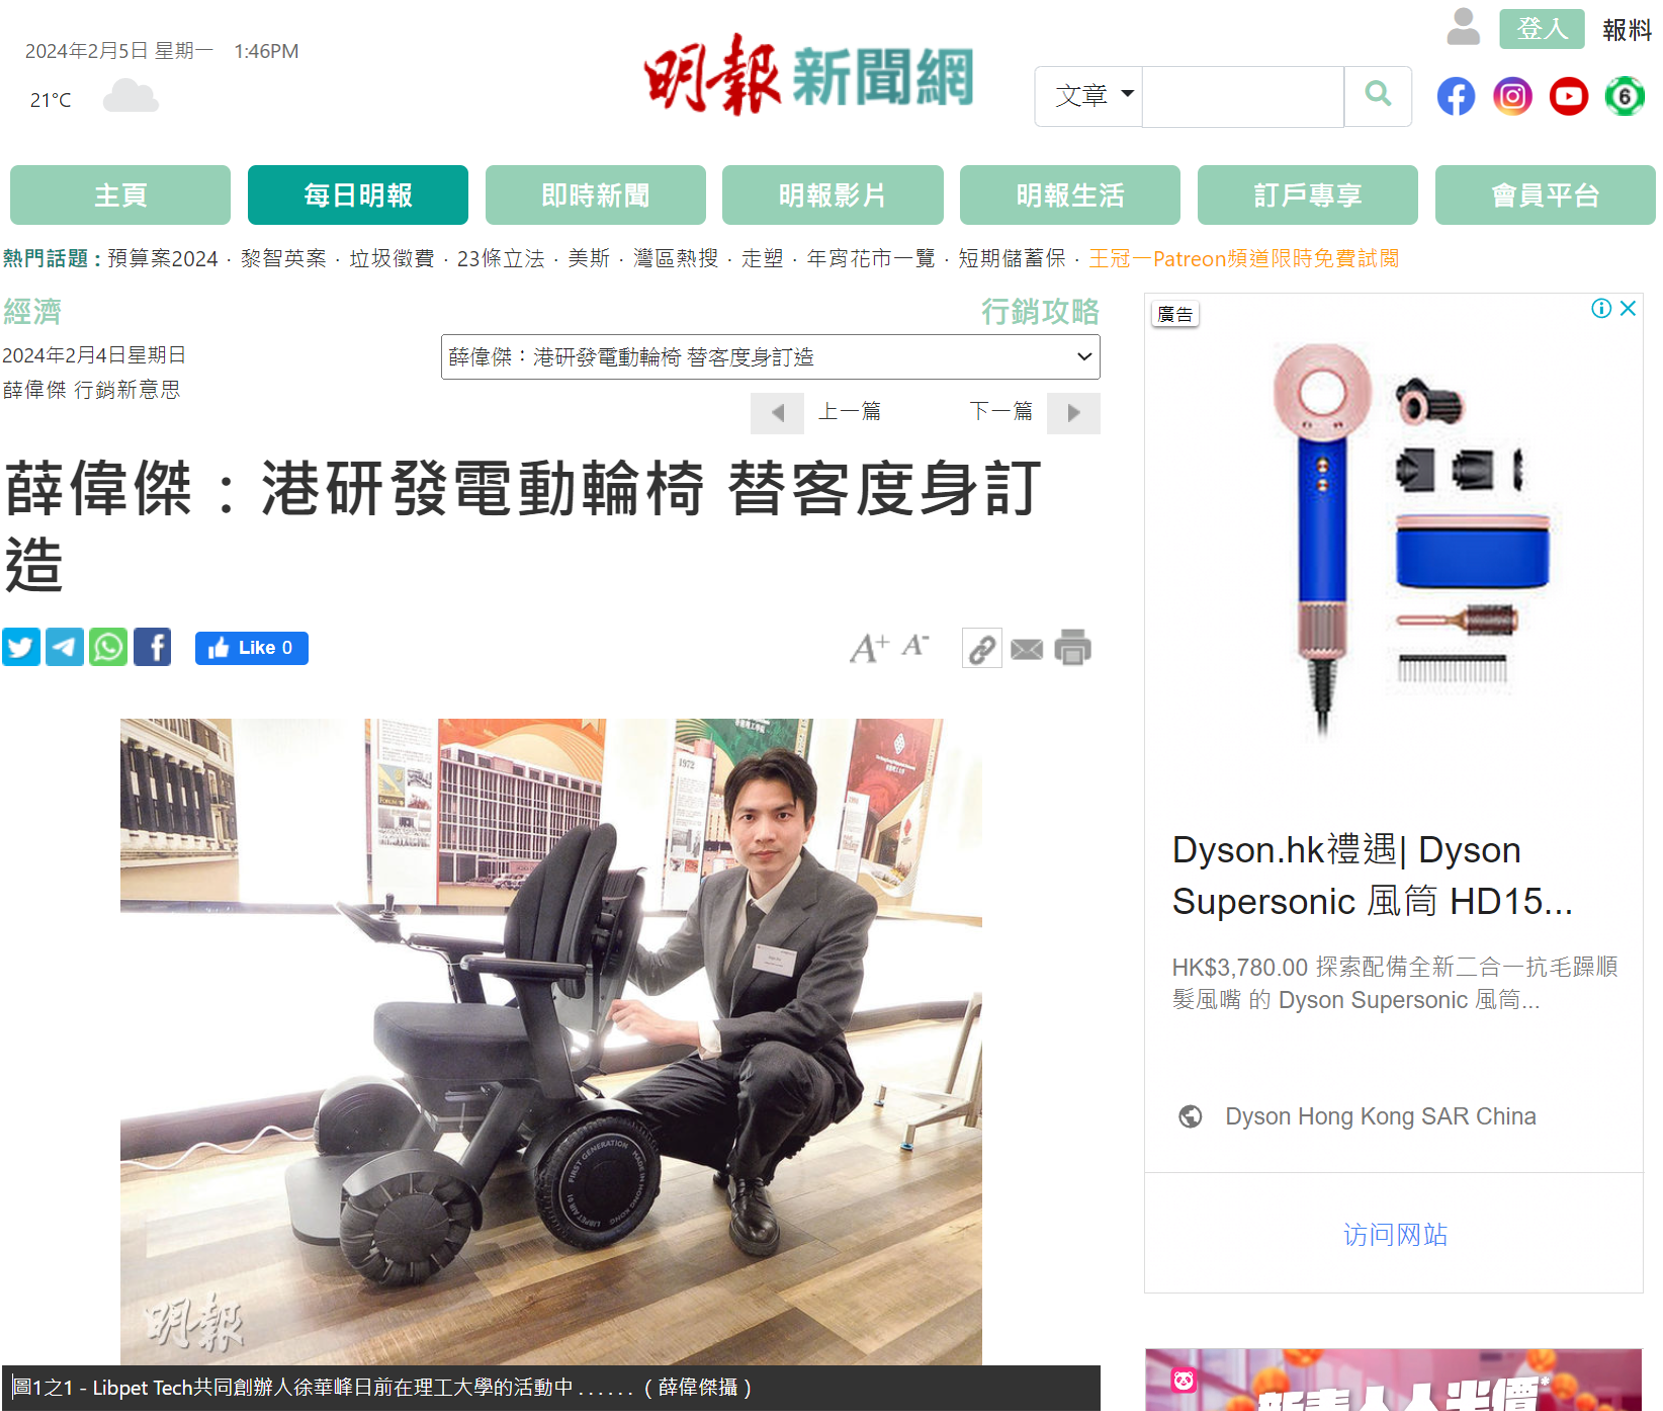 登入 報料
2024年2月5日 星期一 1:46PM
明報 新聞網
21°C
文章
6
主頁 每日明報 即時新聞 明報影片 明報生活 訂戶專享 會員平台
熱門話題 : 預算案2024 · 黎智英案 · 垃圾徵費 · 23條立法 · 美斯 · 灣區熱搜 · 走塑 · 年宵花市一覽 · 短期儲蓄保 · 王冠一Patreon頻道限時免費試閱
經濟
行銷攻略
2024年2月4日星期日
薛偉傑：港研發電動輪椅 替客度身訂造
薛偉傑 行銷新意思
上一篇 下一篇
薛偉傑：港研發電動輪椅 替客度身訂
造
Like 0
A+ A-
1972
FORUM
FIRST GENERATION MADE IN HONG KONG
明報
圖1之1 - Libpet Tech共同創辦人徐華峰日前在理工大學的活動中 . . . . . . （薛偉傑攝）
廣告
Dyson.hk禮遇| Dyson
Supersonic 風筒 HD15...
HK$3,780.00 探索配備全新二合一抗毛躁順
髮風嘴 的 Dyson Supersonic 風筒...
Dyson Hong Kong SAR China
访问网站